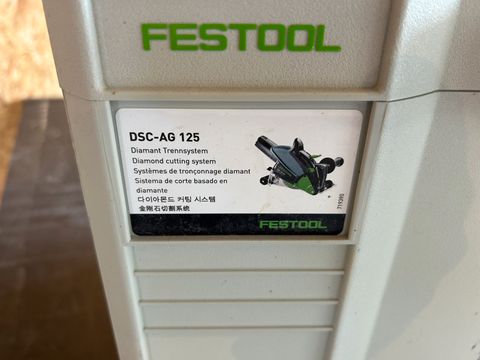 FESTOOL
DSC-AG 125
Diamant Trennsystem
Diamond cutting system
Systèmes de tronçonnage diamant
Sistema de corte basado en
diamante
다이아몬드 커팅 시스템
金刚石切割系统
719390
FESTOOL